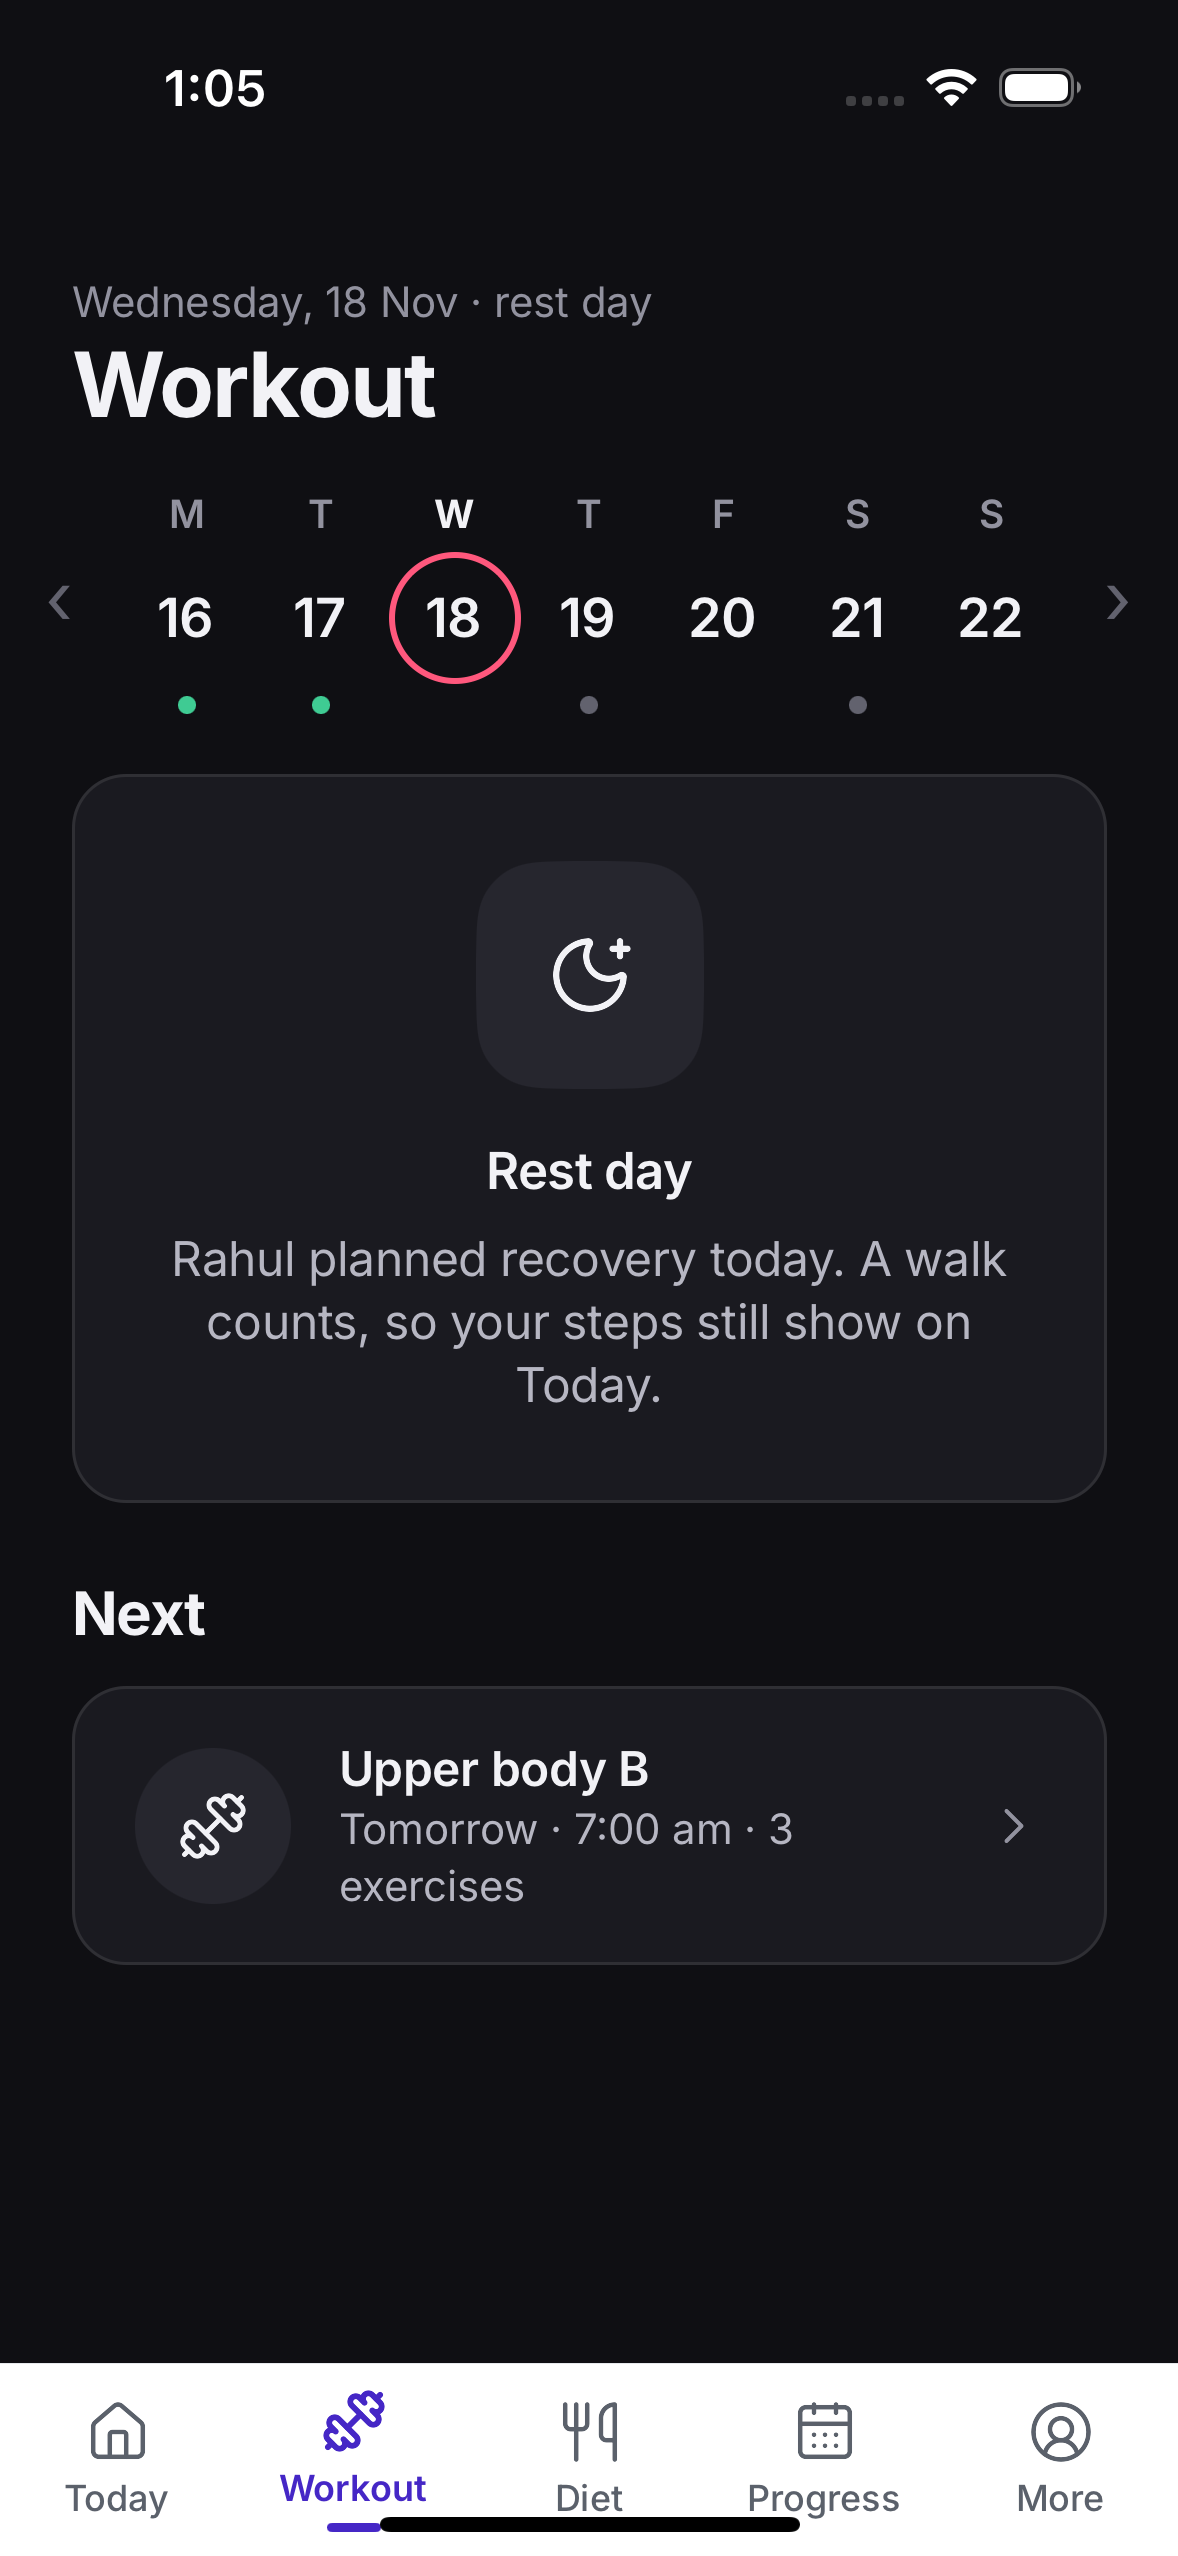 1:05
Wednesday, 18 Nov · rest day
Workout
M T W T F S S
16 17 18 19 20 21 22
Rest day
Rahul planned recovery today. A walk
counts, so your steps still show on
Today.
Next
Upper body B
Tomorrow · 7:00 am · 3
exercises
Today Workout Diet Progress More